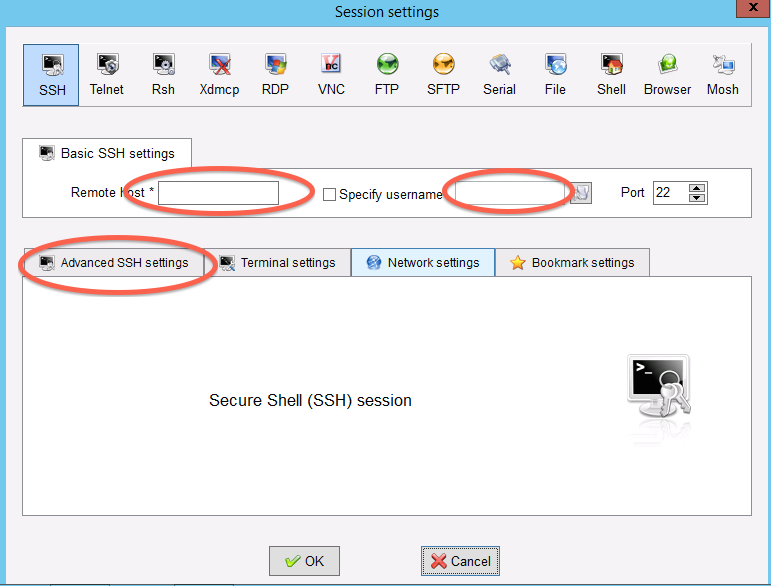 Session settings
x
SSH Telnet Rsh Xdmcp RDP VNC FTP SFTP Serial File Shell Browser Mosh
Basic SSH settings
Remote host * Specify username Port 22
Advanced SSH settings Terminal settings Network settings Bookmark settings
Secure Shell (SSH) session
>_
OK Cancel